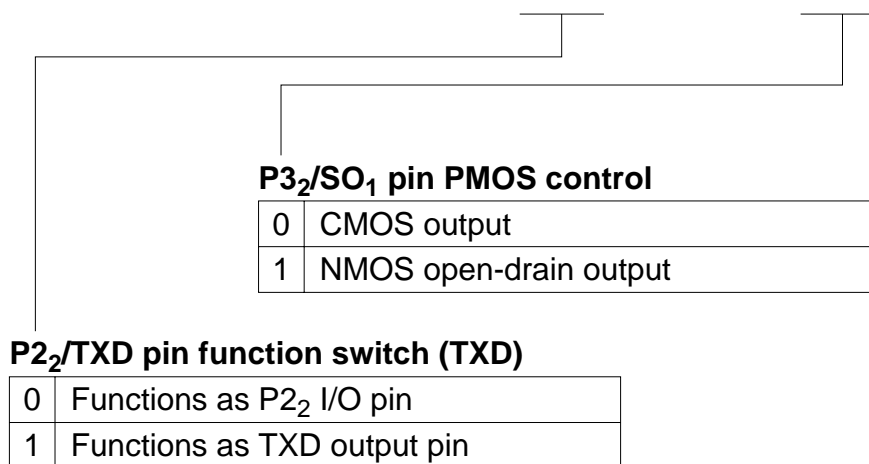 P3₂/SO₁ pin PMOS control
0 CMOS output
1 NMOS open-drain output
P2₂/TXD pin function switch (TXD)
0 Functions as P2₂ I/O pin
1 Functions as TXD output pin